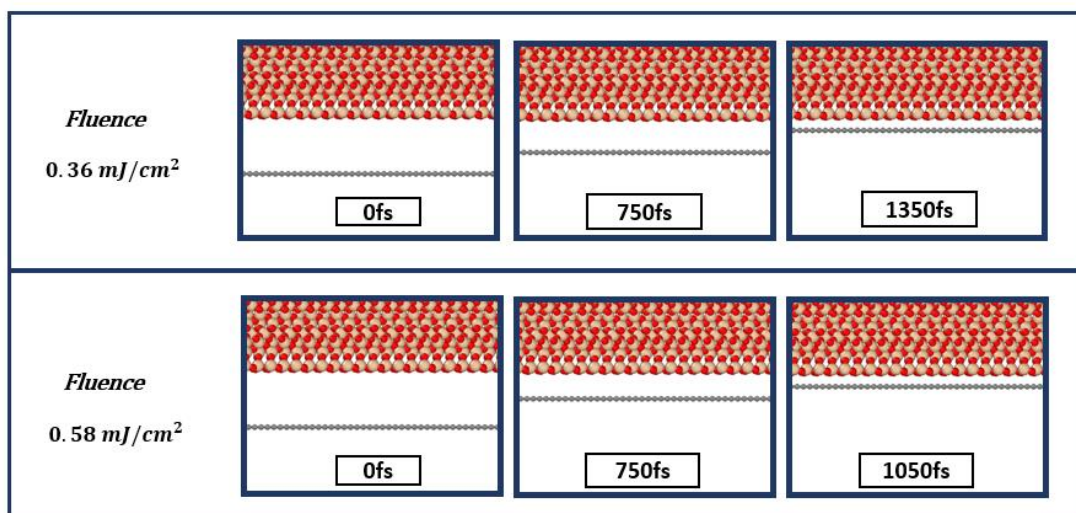 Fluence
0.36 mJ/cm²
0fs
750fs
1350fs
Fluence
0.58 mJ/cm²
0fs
750fs
1050fs